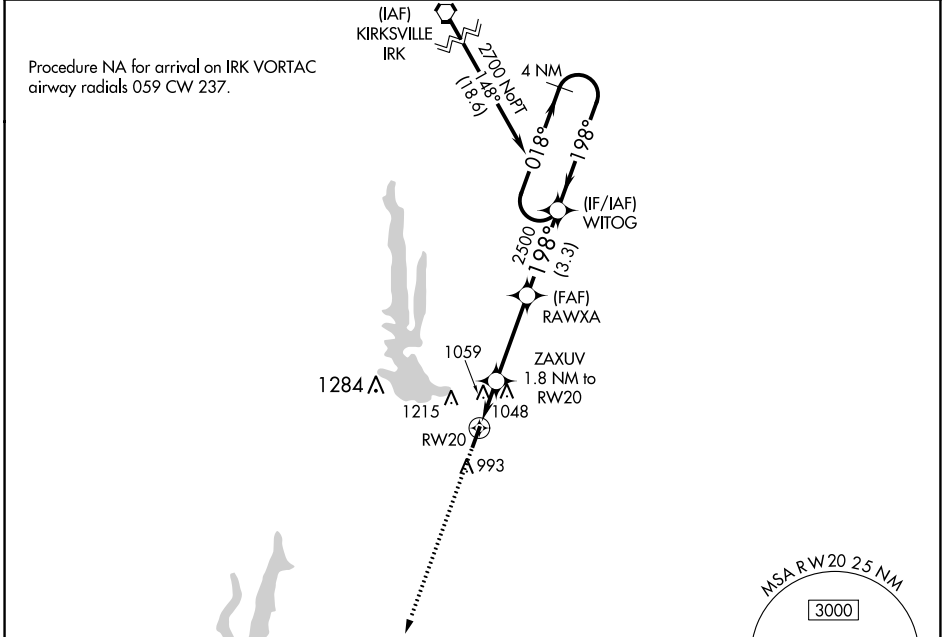 (IAF)
KIRKSVILLE
IRK
Procedure NA for arrival on IRK VORTAC
airway radials 059 CW 237.
2700 NoPT
148°
(18.6)
4 NM
018°
198°
(IF/IAF)
WITOG
2500
198°
(3.3)
(FAF)
RAWXA
1059
ZAXUV
1.8 NM to
RW20
1284
1215
1048
RW20
993
MSA RW20 25 NM
3000